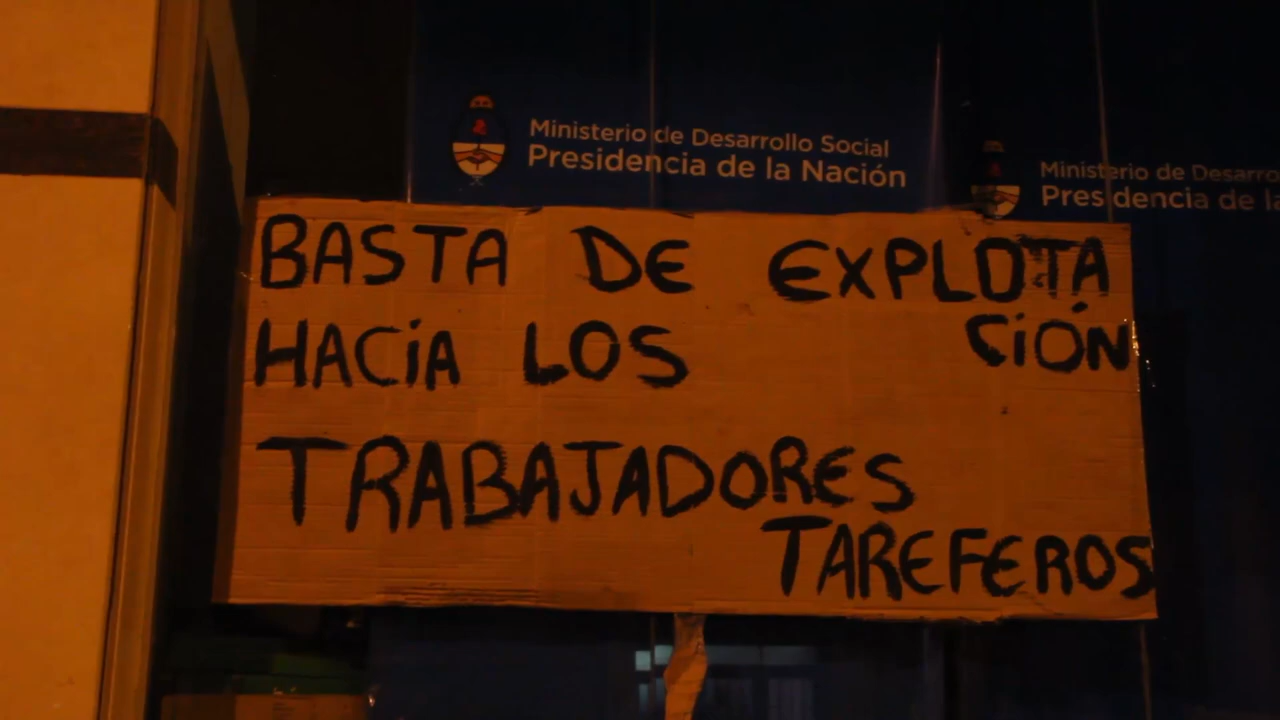 Ministerio de Desarrollo Social
Presidencia de la Nación
Ministerio de Desarro
Presidencia de la
BASTA DE EXPLOTA
CIÓN
HACIA LOS
TRABAJADORES
TAREFEROS